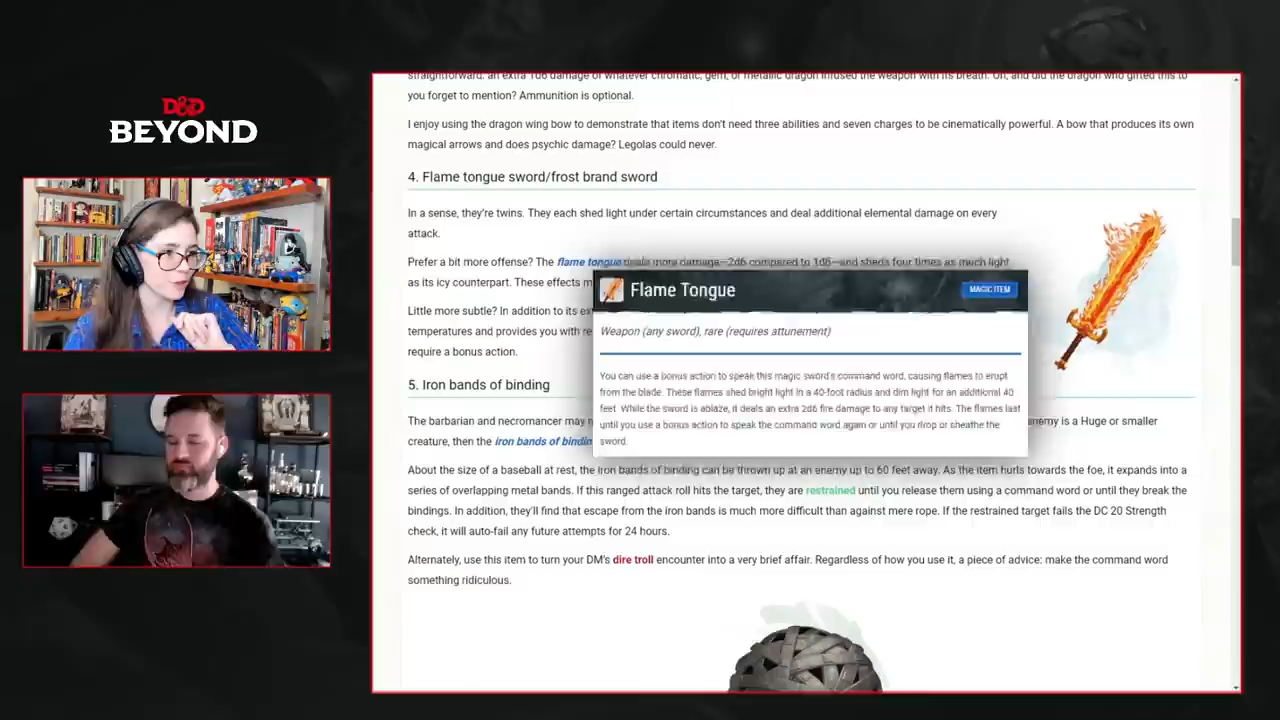 D&D
BEYOND
straightforward: an extra 1d6 damage of whatever chromatic, gem, or metallic dragon infused the weapon with its breath. Oh, and did the dragon who gifted this to
you forget to mention? Ammunition is optional.
I enjoy using the dragon wing bow to demonstrate that items don't need three abilities and seven charges to be cinematically powerful. A bow that produces its own
magical arrows and does psychic damage? Legolas could never.
4. Flame tongue sword/frost brand sword
In a sense, they're twins. They each shed light under certain circumstances and deal additional elemental damage on every
attack.
Prefer a bit more offense? The flame tongue deals more damage—2d6 compared to 1d6—and sheds four times as much light
as its icy counterpart. These effects
Little more subtle? In addition to its
temperatures and provides you with
require a bonus action.
Flame Tongue
MAGIC ITEM
Weapon (any sword), rare (requires attunement)
You can use a bonus action to speak this magic sword's command word, causing flames to erupt
from the blade. These flames shed bright light in a 40-foot radius and dim light for an additional 40
feet. While the sword is ablaze, it deals an extra 2d6 fire damage to any target it hits. The flames last
until you use a bonus action to speak the command word again or until you drop or sheathe the
sword.
5. Iron bands of binding
The barbarian and necromancer may enemy is a Huge or smaller
creature, then the iron bands of bindin
About the size of a baseball at rest, the iron bands of binding can be thrown up at an enemy up to 60 feet away. As the item hurls towards the foe, it expands into a
series of overlapping metal bands. If this ranged attack roll hits the target, they are restrained until you release them using a command word or until they break the
bindings. In addition, they'll find that escape from the iron bands is much more difficult than against mere rope. If the restrained target fails the DC 20 Strength
check, it will auto-fail any future attempts for 24 hours.
Alternately, use this item to turn your DM's dire troll encounter into a very brief affair. Regardless of how you use it, a piece of advice: make the command word
something ridiculous.